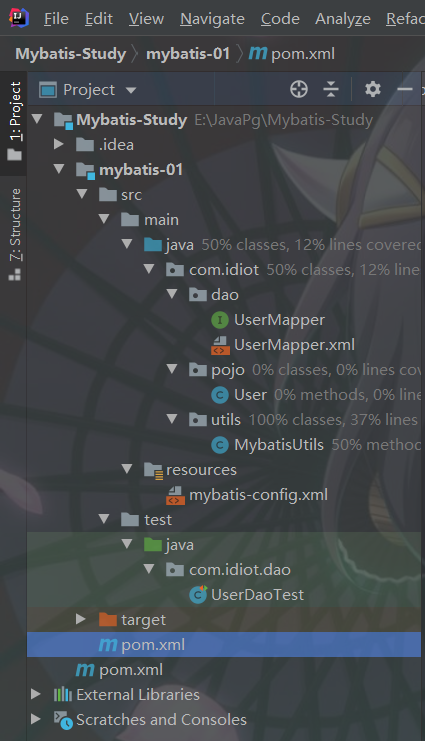 File Edit View Navigate Code Analyze Refac
Mybatis-Study mybatis-01 pom.xml
1: Project
Project
Mybatis-Study E:\JavaPg\Mybatis-Study
.idea
mybatis-01
src
main
java 50% classes, 12% lines covered
com.idiot 50% classes, 12% line
dao
UserMapper
UserMapper.xml
pojo 0% classes, 0% lines cov
User 0% methods, 0% line
utils 100% classes, 37% lines
MybatisUtils 50% method
resources
mybatis-config.xml
test
java
com.idiot.dao
UserDaoTest
target
pom.xml
pom.xml
External Libraries
Scratches and Consoles
7: Structure